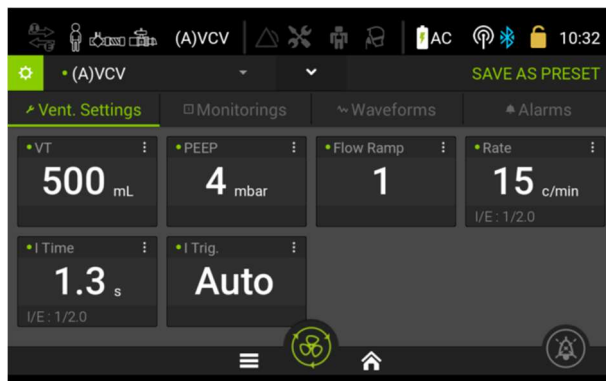 (A)VCV AC 10:32
(A)VCV SAVE AS PRESET
Vent. Settings Monitorings Waveforms Alarms
VT PEEP Flow Ramp Rate
500 mL 4 mbar 1 15 c/min
I/E : 1/2.0
I Time I Trig.
1.3 s Auto
I/E : 1/2.0